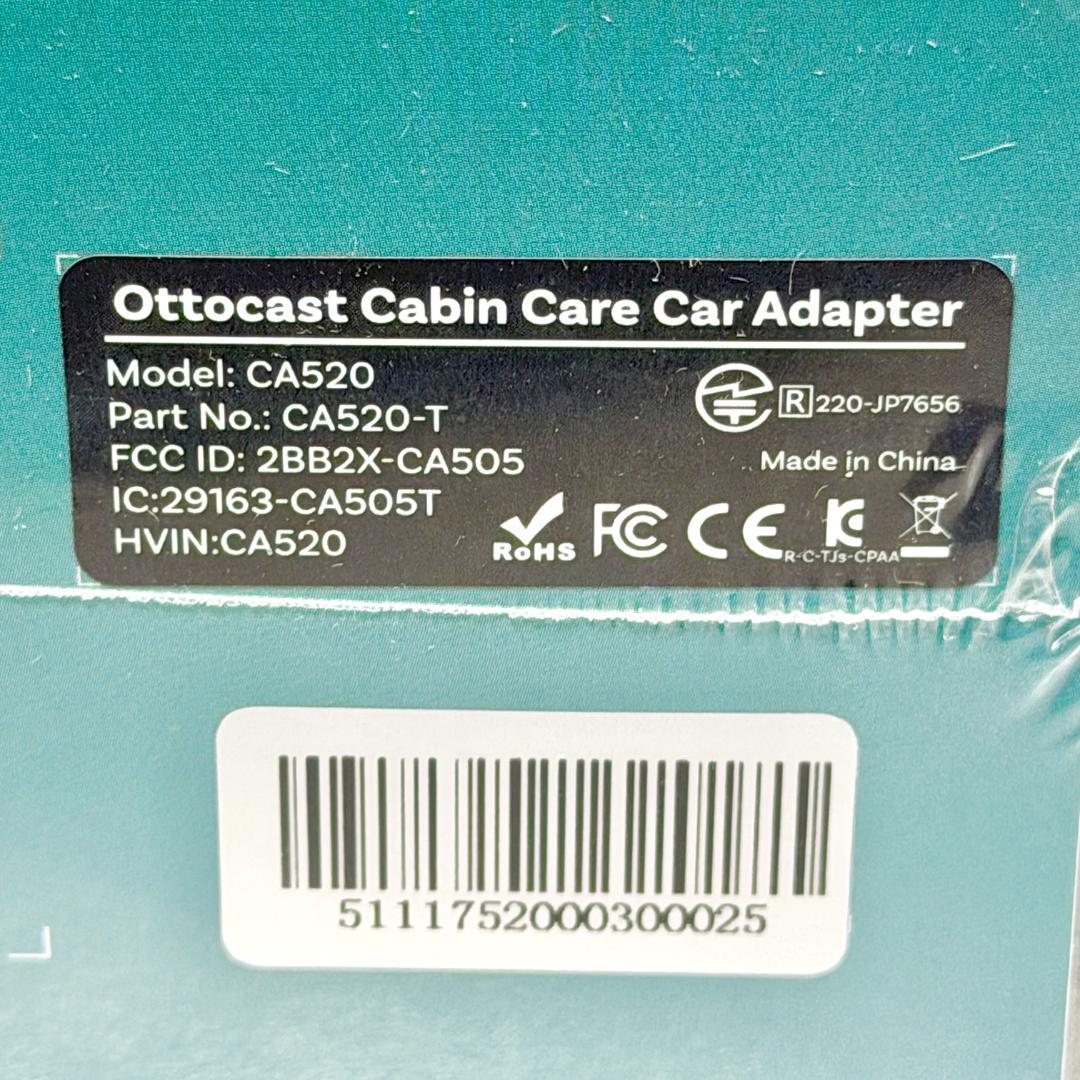 Ottocast Cabin Care Car Adapter
Model: CA520
Part No.: CA520-T
FCC ID: 2BB2X-CA505
IC:29163-CA505T
HVIN:CA520
R 220-JP7656
Made in China
RoHS FC CE KC
R-C-TJs-CPAA
5111752000300025